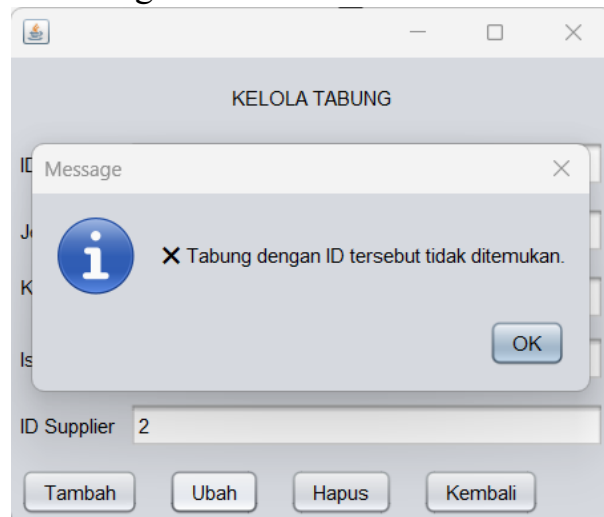 KELOLA TABUNG
Message
✕ Tabung dengan ID tersebut tidak ditemukan.
OK
ID Supplier 2
Tambah Ubah Hapus Kembali